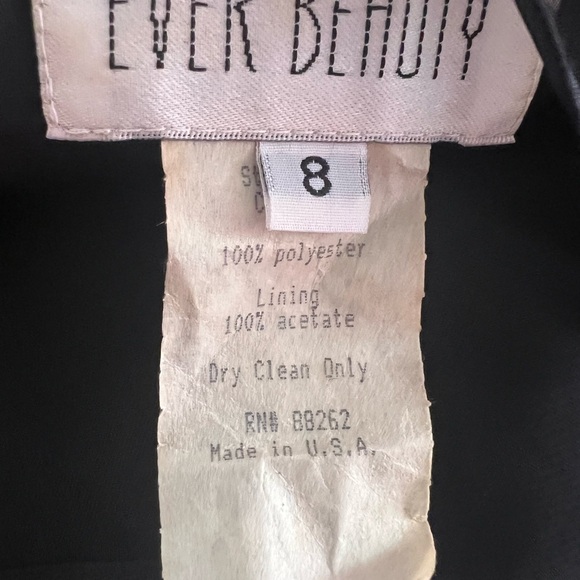 EVER BEAUTY
8
100% polyester
Lining
100% acetate
Dry Clean Only
RN# 88262
Made in U.S.A.